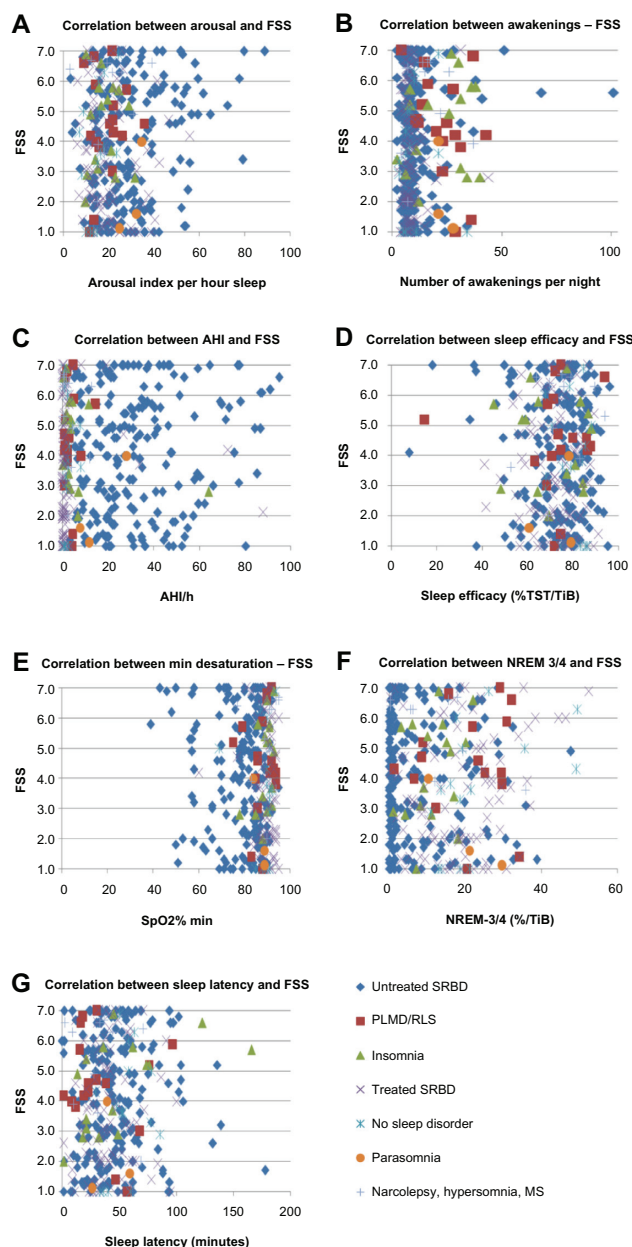 A
Correlation between arousal and FSS
FSS
7.0
6.0
5.0
4.0
3.0
2.0
1.0
0 20 40 60 80 100
Arousal index per hour sleep
B
Correlation between awakenings – FSS
FSS
7.0
6.0
5.0
4.0
3.0
2.0
1.0
0 50 100
Number of awakenings per night
C
Correlation between AHI and FSS
FSS
7.0
6.0
5.0
4.0
3.0
2.0
1.0
0 20 40 60 80 100
AHI/h
D
Correlation between sleep efficacy and FSS
FSS
7.0
6.0
5.0
4.0
3.0
2.0
1.0
0 20 40 60 80 100
Sleep efficacy (%TST/TiB)
E
Correlation between min desaturation – FSS
FSS
7.0
6.0
5.0
4.0
3.0
2.0
1.0
0 20 40 60 80 100
SpO2% min
F
Correlation between NREM 3/4 and FSS
FSS
7.0
6.0
5.0
4.0
3.0
2.0
1.0
0 20 40 60
NREM-3/4 (%/TiB)
G
Correlation between sleep latency and FSS
FSS
7.0
6.0
5.0
4.0
3.0
2.0
1.0
0 50 100 150 200
Sleep latency (minutes)
Untreated SRBD
PLMD/RLS
Insomnia
Treated SRBD
No sleep disorder
Parasomnia
Narcolepsy, hypersomnia, MS